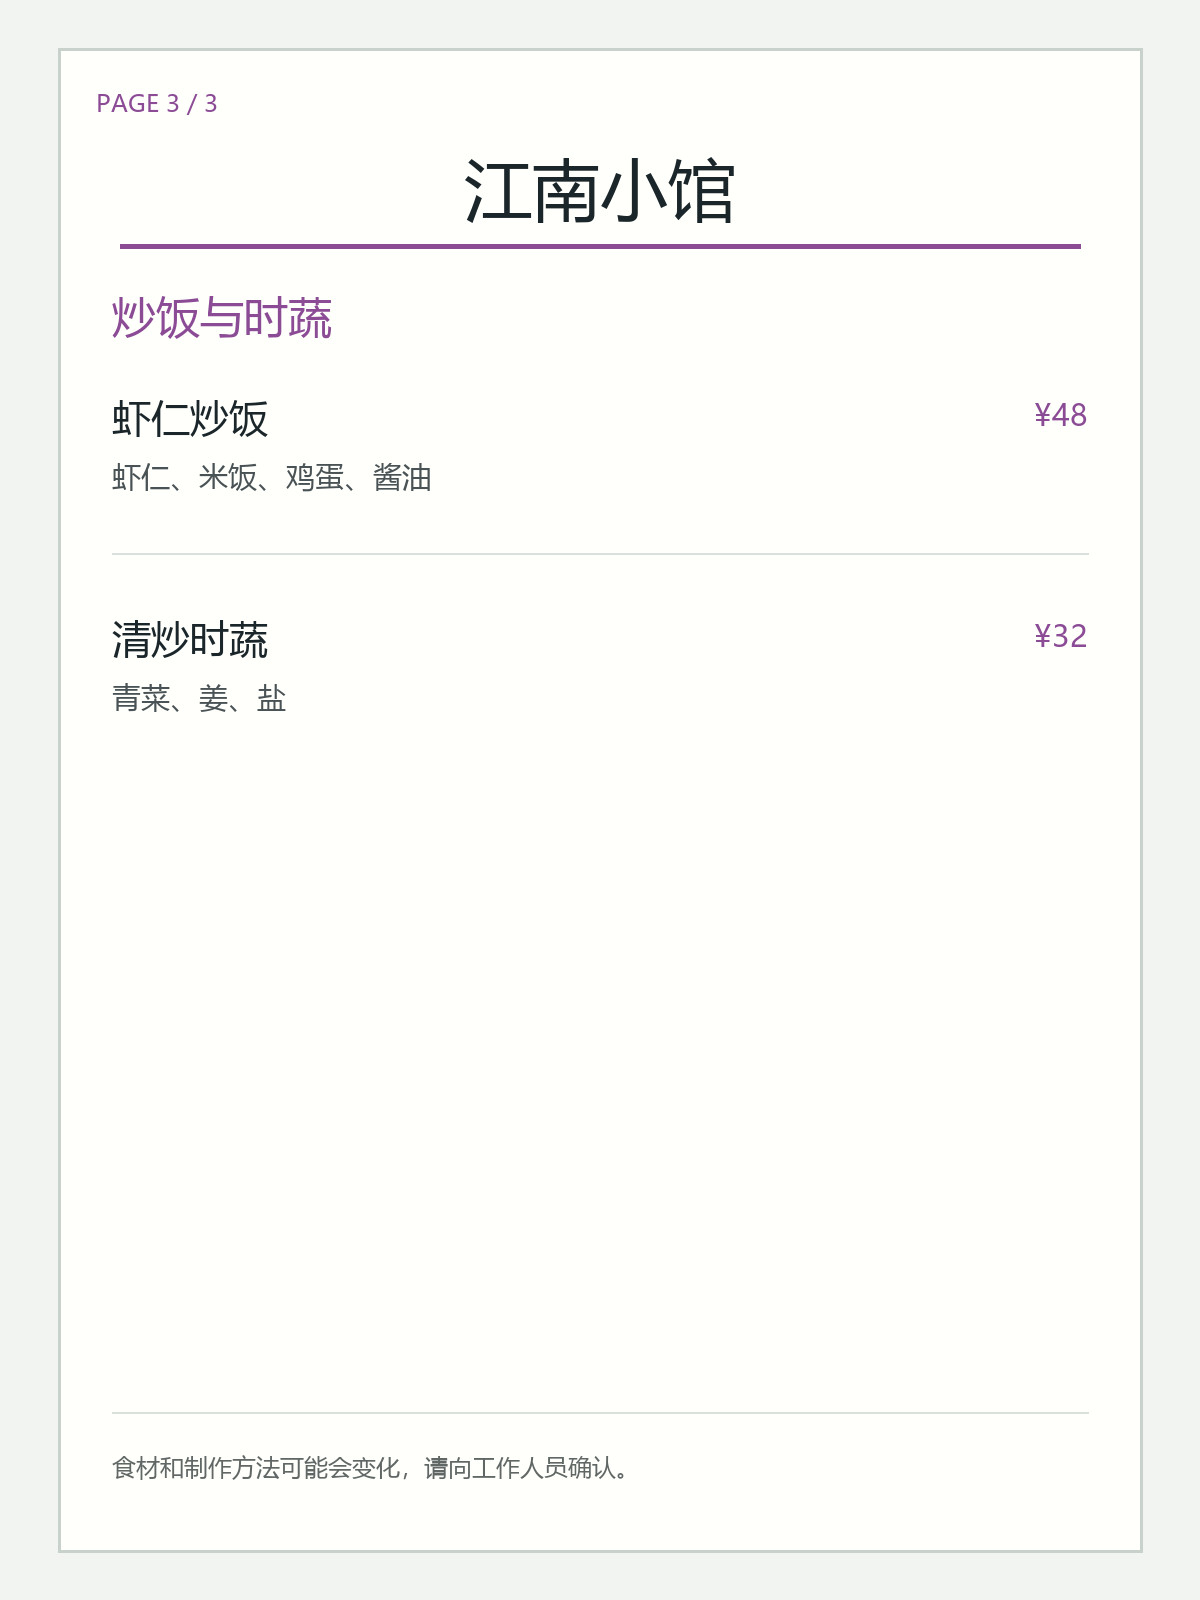 PAGE 3 / 3
江南小馆
炒饭与时蔬
虾仁炒饭 ¥48
虾仁、米饭、鸡蛋、酱油
清炒时蔬 ¥32
青菜、姜、盐
食材和制作方法可能会变化，请向工作人员确认。